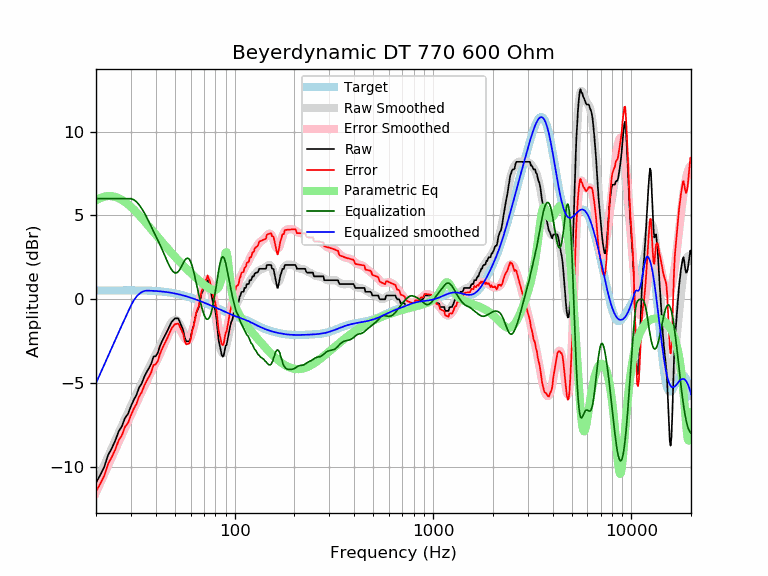 Beyerdynamic DT 770 600 Ohm
Target
Raw Smoothed
Error Smoothed
Raw
Error
Parametric Eq
Equalization
Equalized smoothed
10
5
0
−5
−10
Amplitude (dBr)
100
1000
10000
Frequency (Hz)